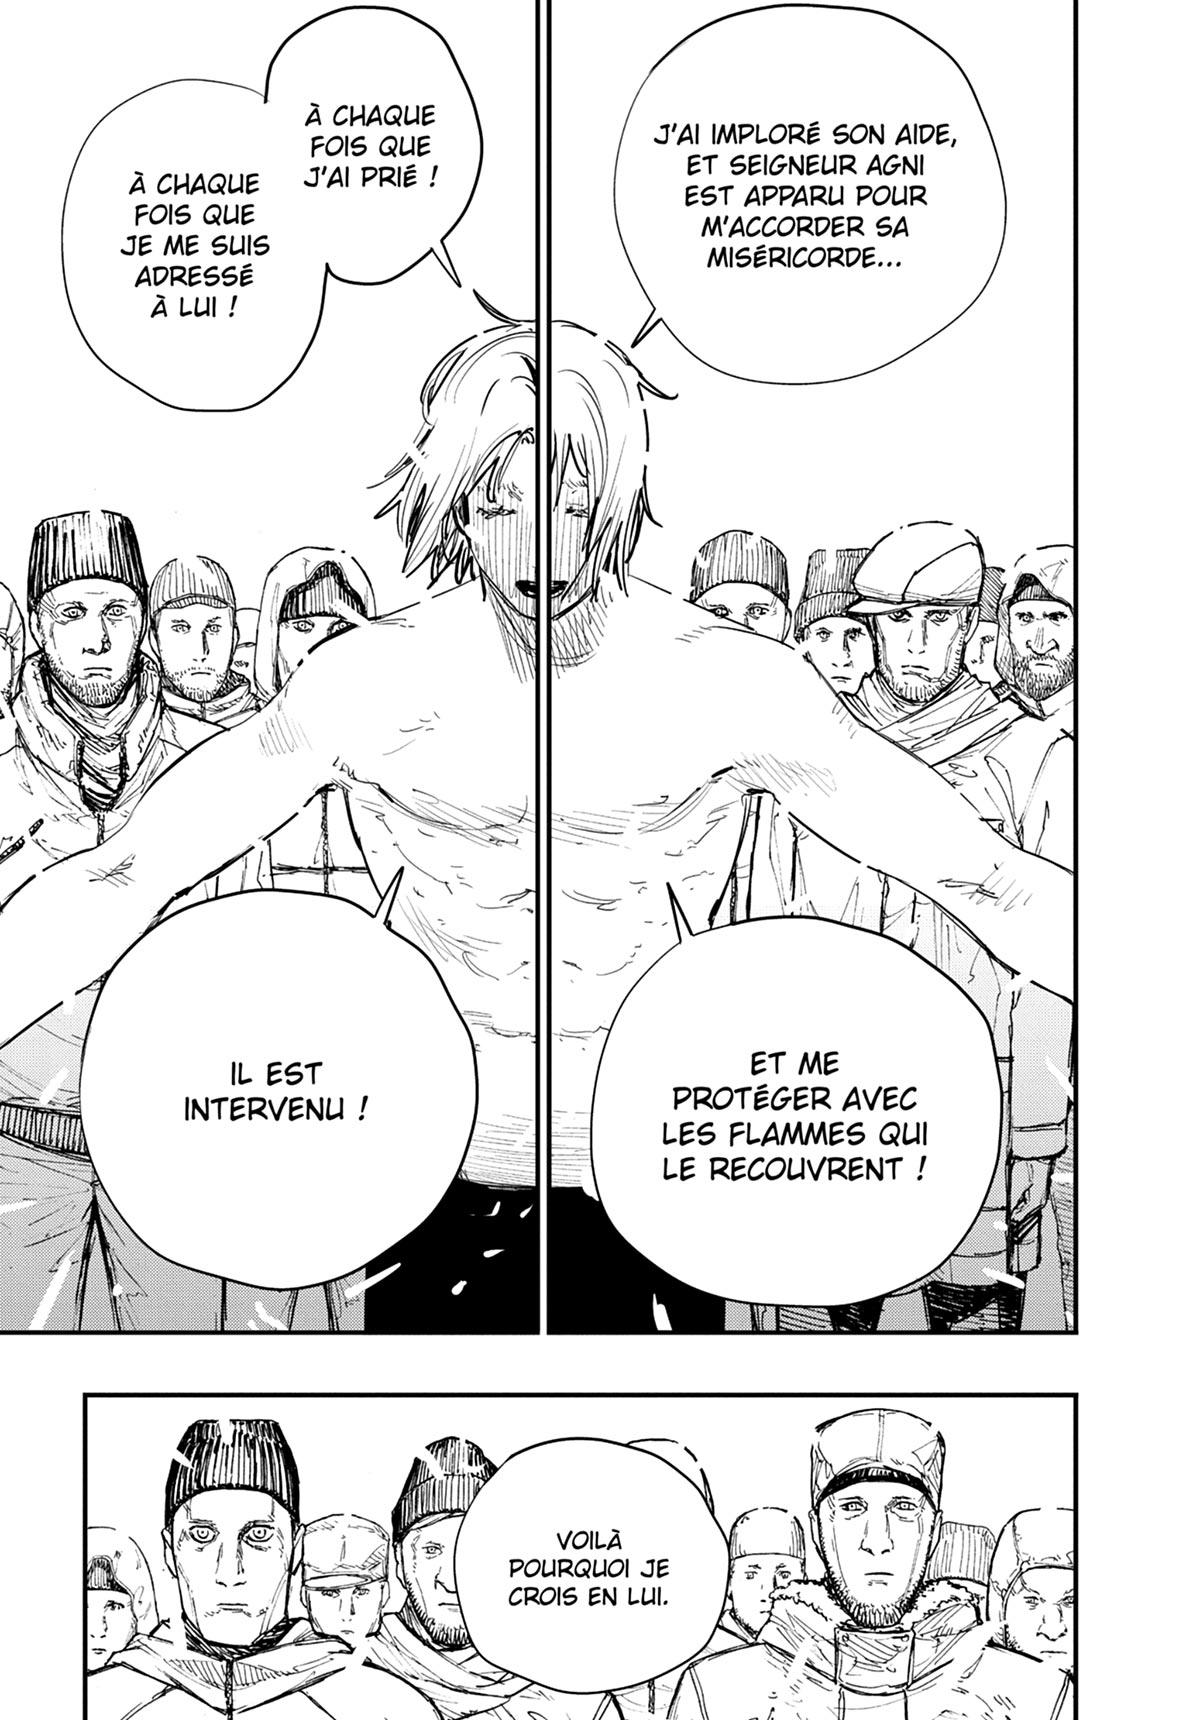 J'AI IMPLORÉ SON AIDE,
ET SEIGNEUR AGNI
EST APPARU POUR
M'ACCORDER SA
MISÉRICORDE...
ET ME
PROTÉGER AVEC
LES FLAMMES QUI
LE RECOUVRENT !
À CHAQUE
FOIS QUE
J'AI PRIÉ !
À CHAQUE
FOIS QUE
JE ME SUIS
ADRESSÉ
À LUI !
IL EST
INTERVENU !
VOILÀ
POURQUOI JE
CROIS EN LUI.